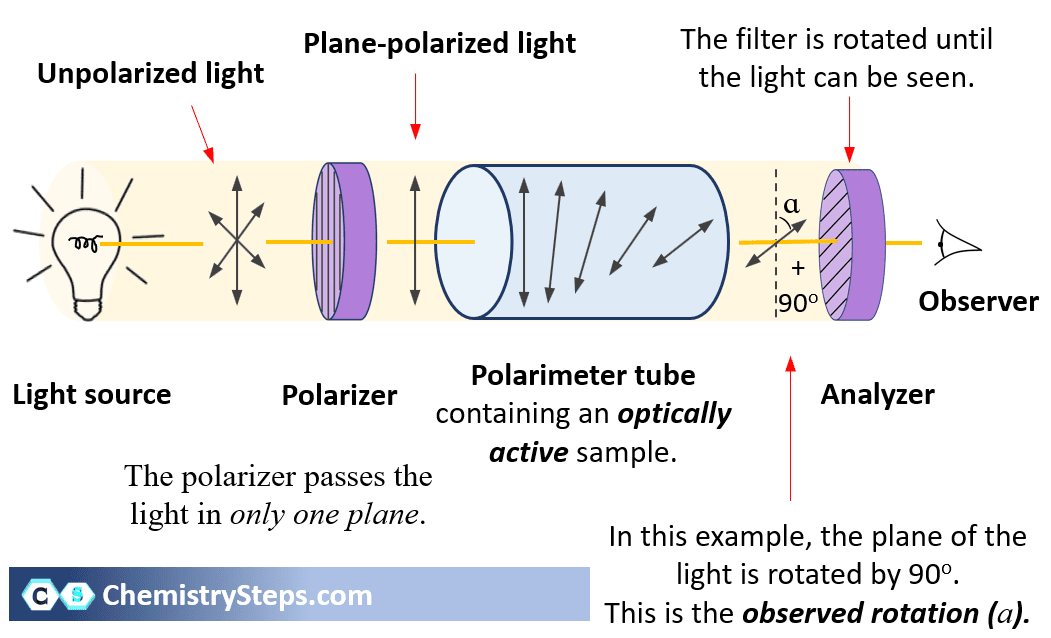 Unpolarized light
Plane-polarized light
The filter is rotated until
the light can be seen.
α
+
90º
Observer
Light source
Polarizer
Polarimeter tube
containing an optically
active sample.
Analyzer
The polarizer passes the
light in only one plane.
In this example, the plane of the
light is rotated by 90º.
This is the observed rotation (α).
C S ChemistrySteps.com